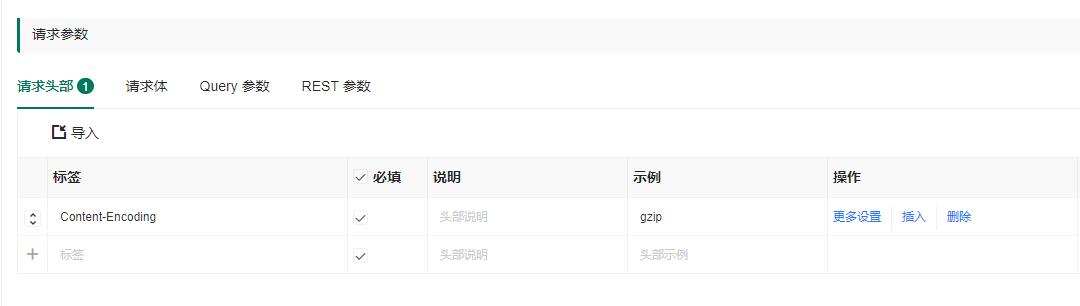 请求参数
请求头部 1 请求体 Query 参数 REST 参数
导入
标签 必填 说明 示例 操作
Content-Encoding 头部说明 gzip 更多设置 插入 删除
标签 头部说明 头部示例